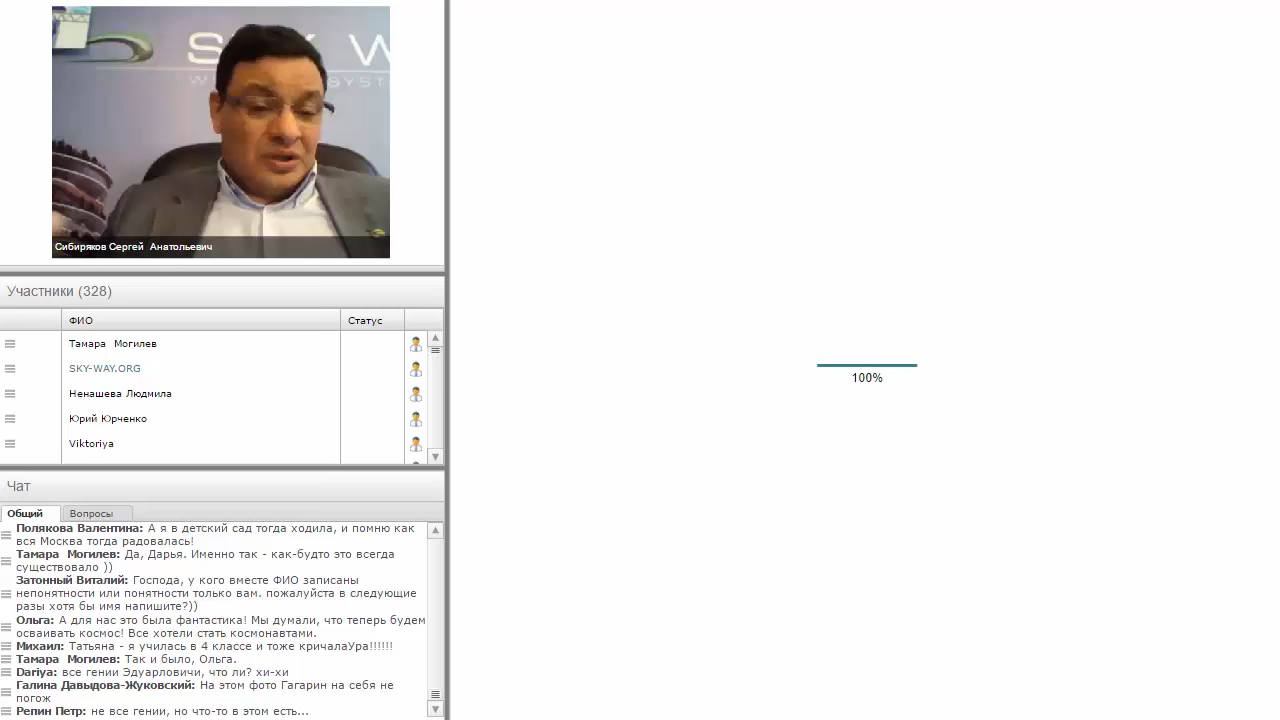 SKY W
Сибиряков Сергей  Анатольевич
Участники (328)
ФИО
Статус
Тамара  Могилев
SKY-WAY.ORG
Ненашева Людмила
Юрий Юрченко
Viktoriya
Чат
Общий
Вопросы
Полякова Валентина: А я в детский сад тогда ходила, и помню как
вся Москва тогда радовалась!
Тамара  Могилев: Да, Дарья. Именно так - как-будто это всегда
существовало ))
Затонный Виталий: Господа, у кого вместе ФИО записаны
непонятности или понятности только вам. пожалуйста в следующие
разы хотя бы имя напишите?))
Ольга: А для нас это была фантастика! Мы думали, что теперь будем
осваивать космос! Все хотели стать космонавтами.
Михаил: Татьяна - я училась в 4 классе и тоже кричалаУра!!!!!!
Тамара  Могилев: Так и было, Ольга.
Dariya: все гении Эдуарловичи, что ли? хи-хи
Галина Давыдова-Жуковский: На этом фото Гагарин на себя не
погож
Репин Петр: не все гении, но что-то в этом есть...
100%